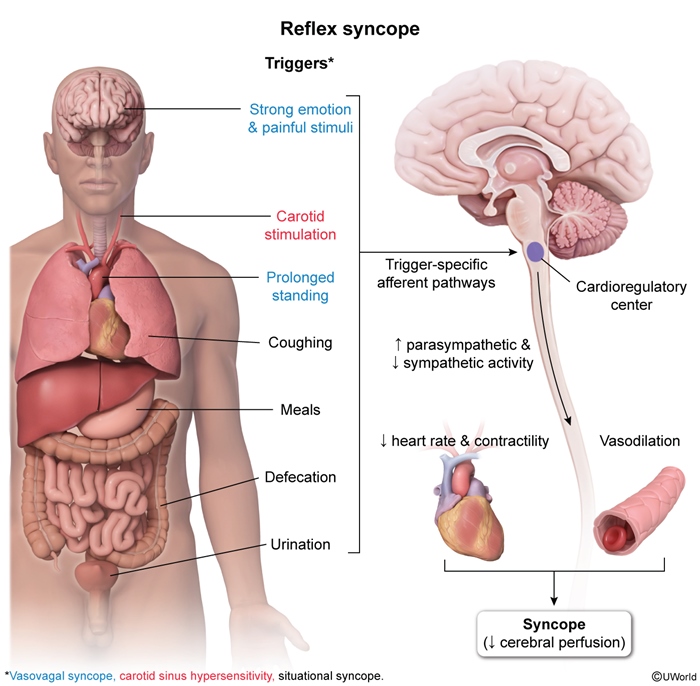 Reflex syncope
Triggers*
Strong emotion
& painful stimuli
Carotid
stimulation
Prolonged
standing
Coughing
Meals
Defecation
Urination
Trigger-specific
afferent pathways
Cardioregulatory
center
↑ parasympathetic &
↓ sympathetic activity
↓ heart rate & contractility
Vasodilation
Syncope
(↓ cerebral perfusion)
*Vasovagal syncope, carotid sinus hypersensitivity, situational syncope.
©UWorld